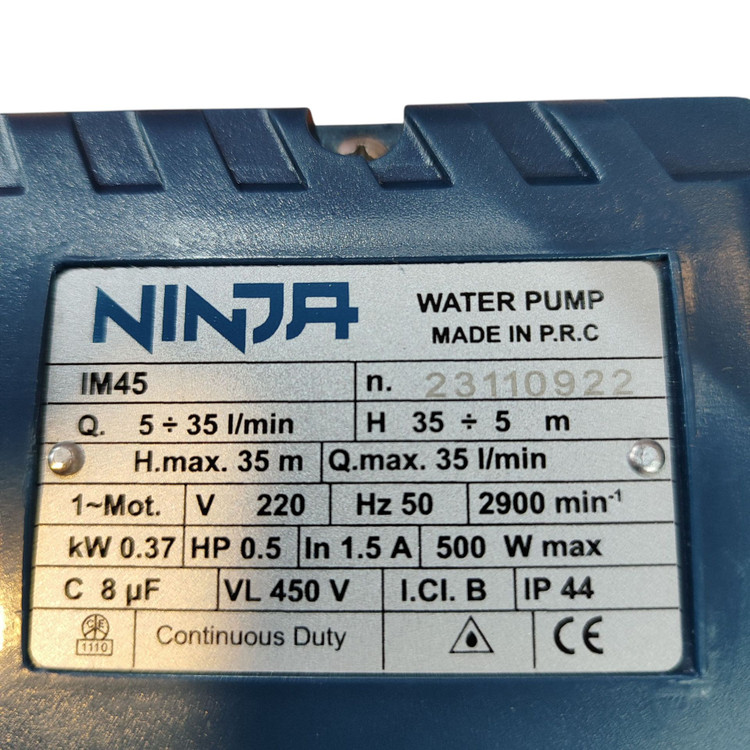 NINJA
WATER PUMP
MADE IN P.R.C
IM45 n. 23110922
Q. 5 ÷ 35 l/min H 35 ÷ 5 m
H.max. 35 m Q.max. 35 l/min
1~Mot. V 220 Hz 50 2900 min⁻¹
kW 0.37 HP 0.5 In 1.5 A 500 W max
C 8 µF VL 450 V I.Cl. B IP 44
CE 1110 Continuous Duty CE